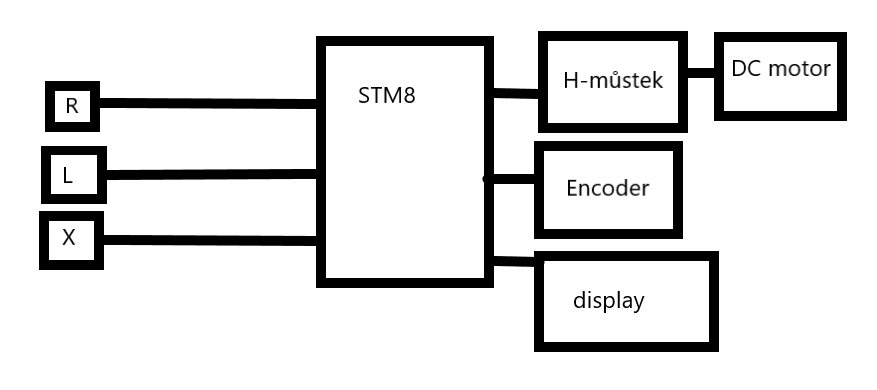 R
L
X
STM8
H-můstek
DC motor
Encoder
display